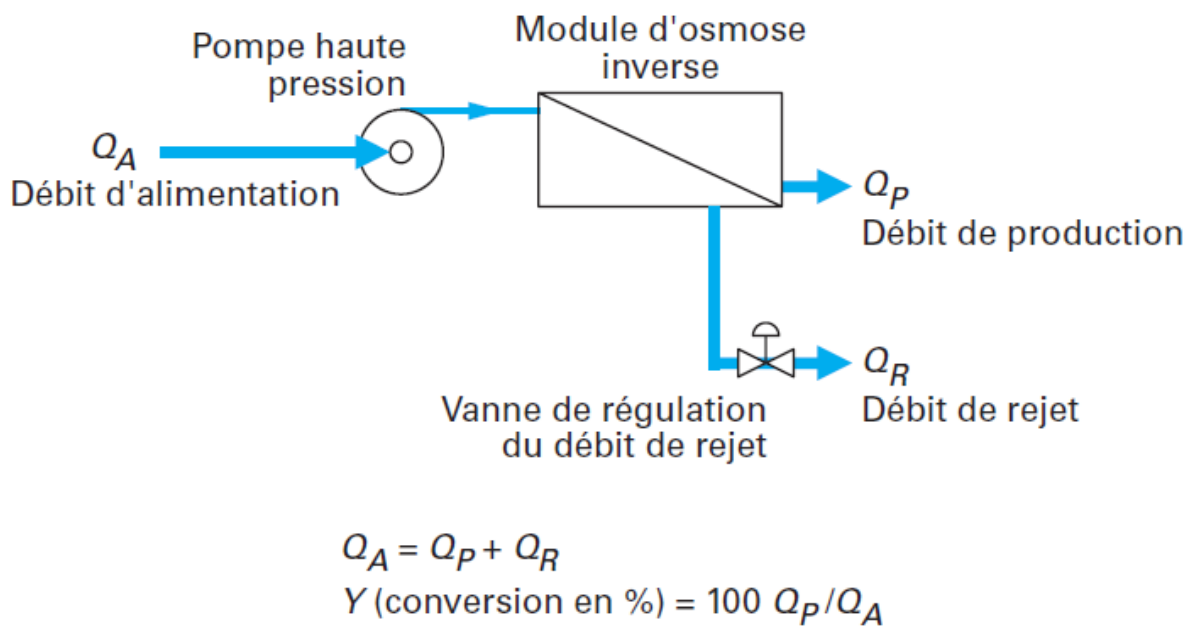 Pompe haute
pression
Module d'osmose
inverse
Q_A
Débit d'alimentation
Q_P
Débit de production
Q_R
Débit de rejet
Vanne de régulation
du débit de rejet
Q_A = Q_P + Q_R
Y (conversion en %) = 100 Q_P/Q_A